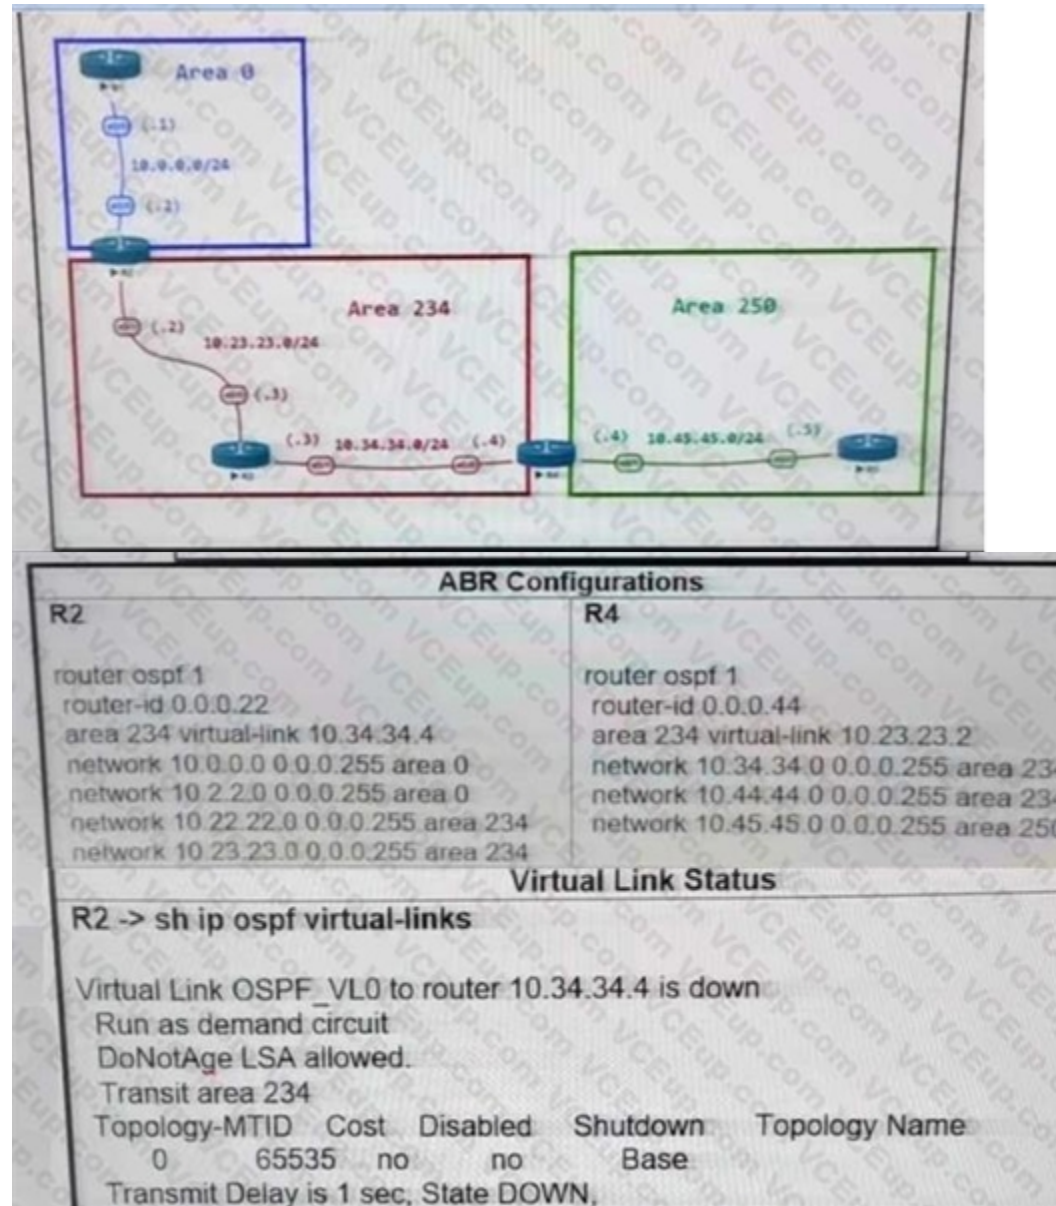 Area 0
(.1)
10.0.0.0/24
(.2)
Area 234
Area 250
(.2)
10.23.23.0/24
(.3)
(.3) 10.34.34.0/24 (.4)
(.4) 10.45.45.0/24 (.5)
ABR Configurations
R2
R4
router ospf 1
router-id 0.0.0.22
area 234 virtual-link 10.34.34.4
network 10.0.0.0 0.0.0.255 area 0
network 10.2.2.0 0.0.0.255 area 0
network 10.22.22.0 0.0.0.255 area 234
network 10.23.23.0 0.0.0.255 area 234
router ospf 1
router-id 0.0.0.44
area 234 virtual-link 10.23.23.2
network 10.34.34.0 0.0.0.255 area 234
network 10.44.44.0 0.0.0.255 area 234
network 10.45.45.0 0.0.0.255 area 250
Virtual Link Status
R2 -> sh ip ospf virtual-links
Virtual Link OSPF_VL0 to router 10.34.34.4 is down
Run as demand circuit
DoNotAge LSA allowed.
Transit area 234
Topology-MTID Cost Disabled Shutdown Topology Name
0 65535 no no Base
Transmit Delay is 1 sec, State DOWN,
VCEup.com